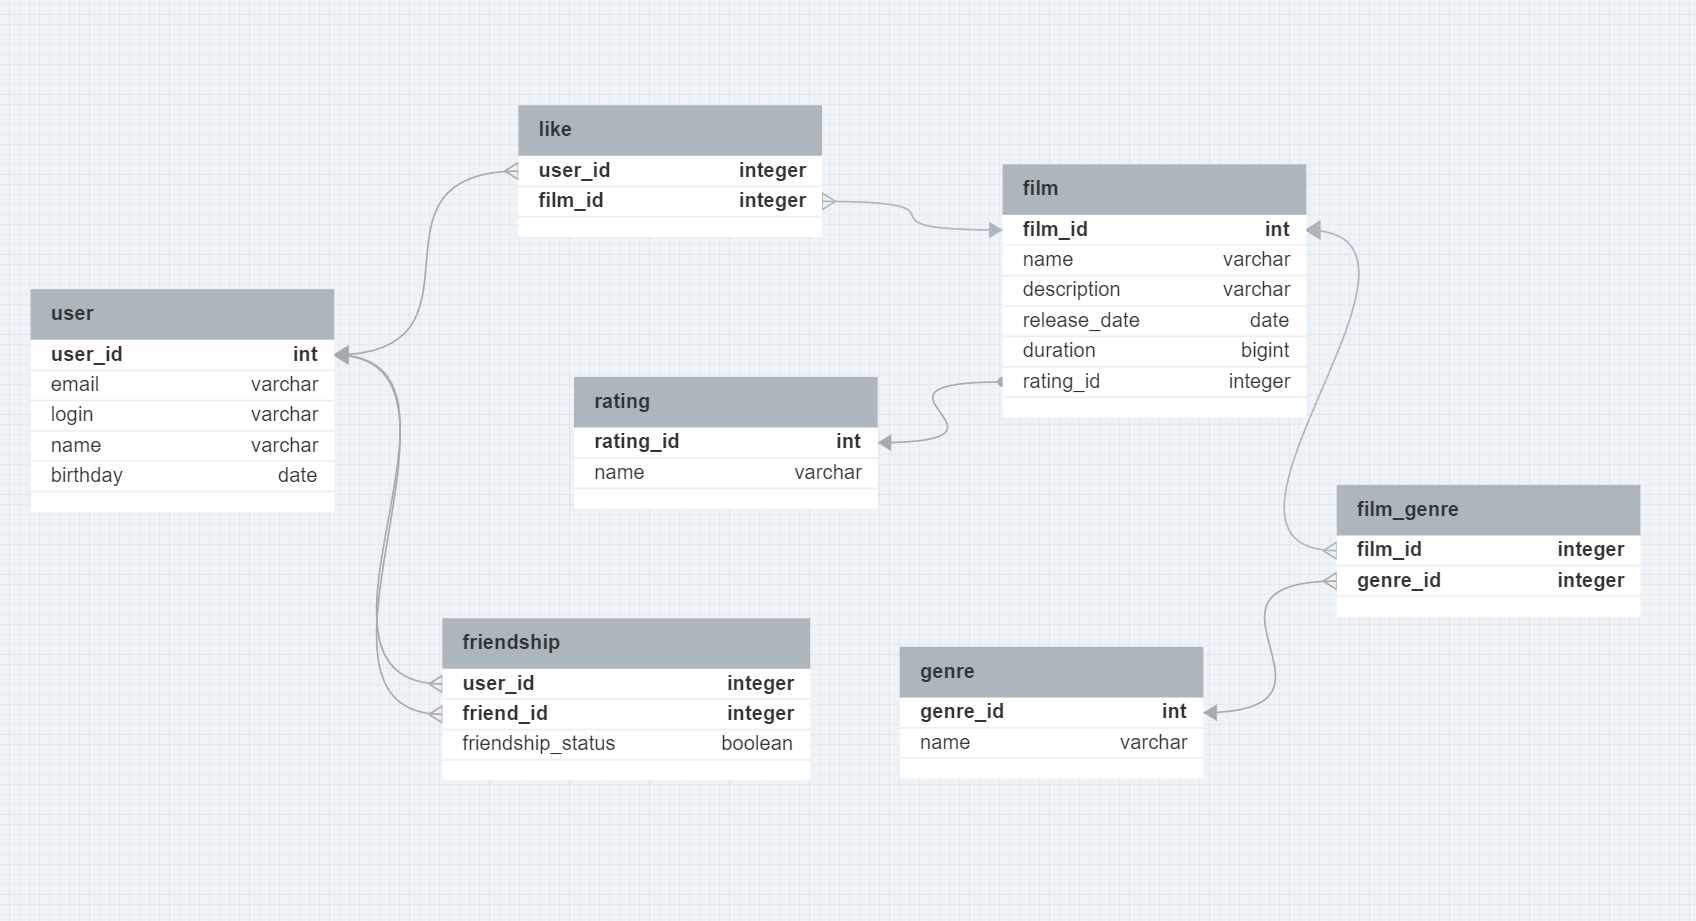 like
user_id integer
film_id integer
film
film_id int
name varchar
description varchar
release_date date
duration bigint
rating_id integer
user
user_id int
email varchar
login varchar
name varchar
birthday date
rating
rating_id int
name varchar
film_genre
film_id integer
genre_id integer
friendship
user_id integer
friend_id integer
friendship_status boolean
genre
genre_id int
name varchar